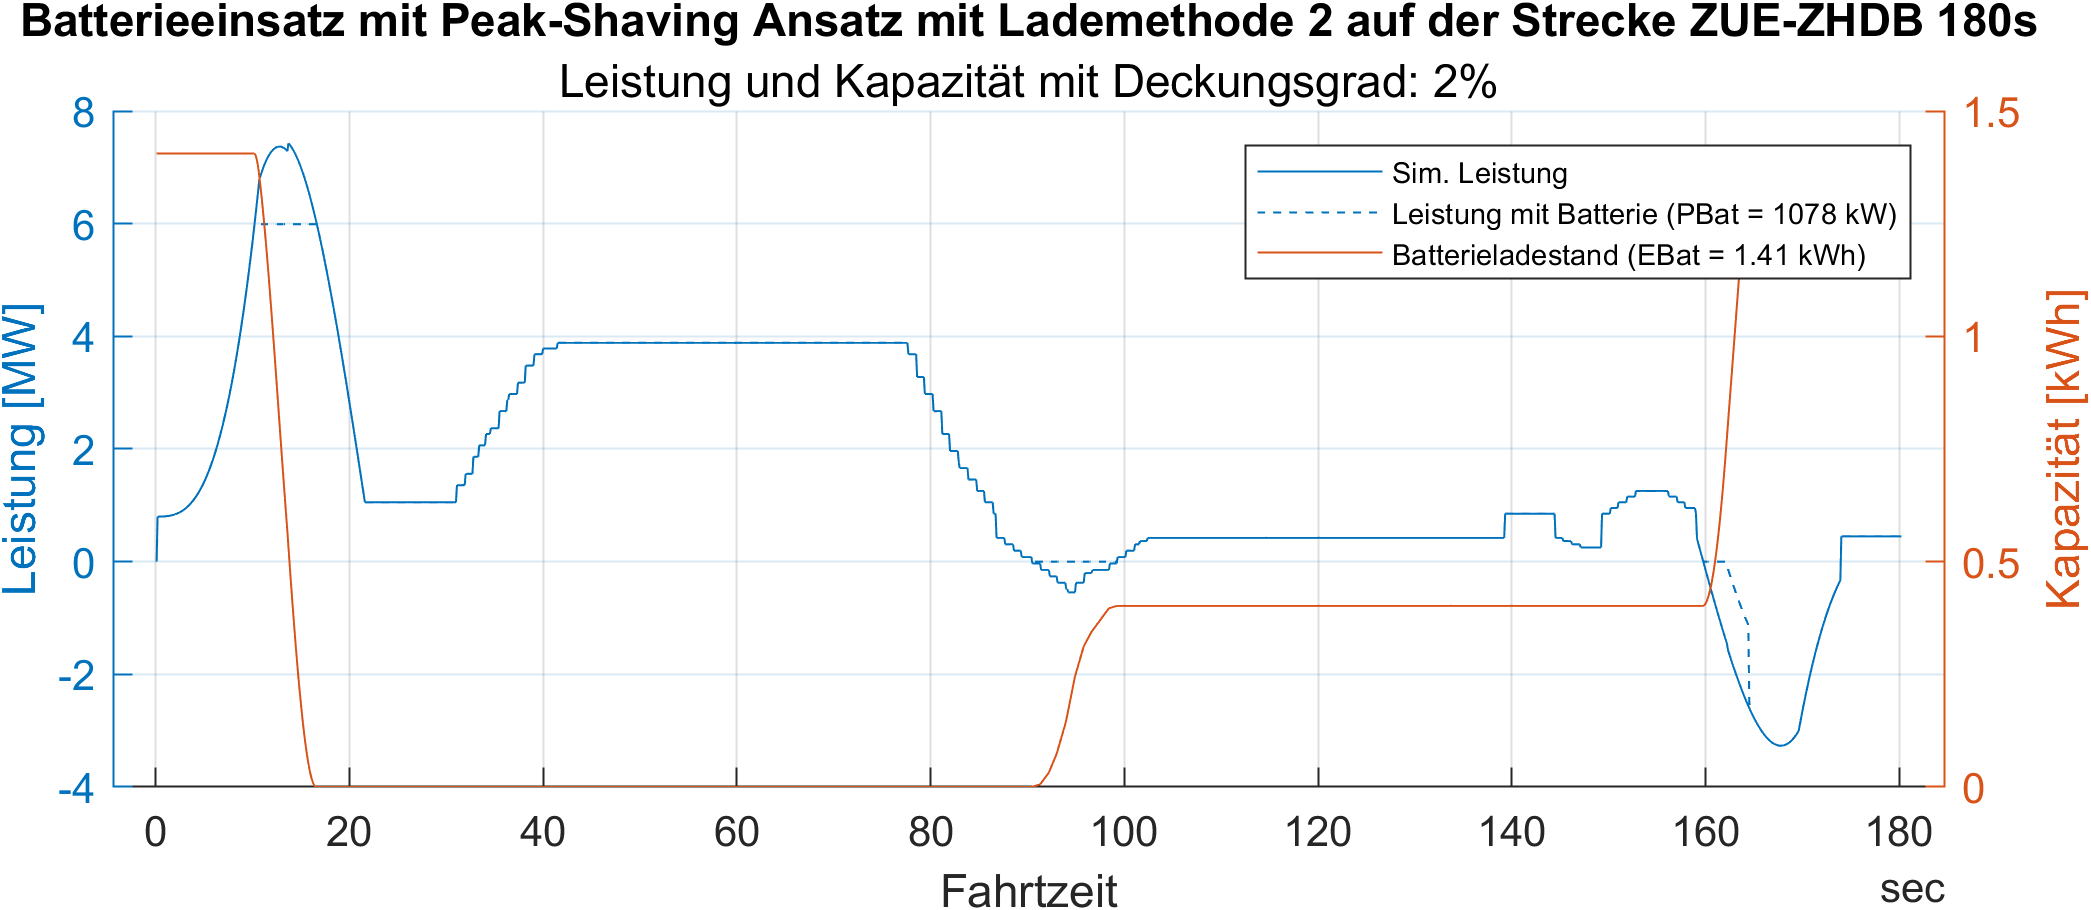 Batterieeinsatz mit Peak-Shaving Ansatz mit Lademethode 2 auf der Strecke ZUE-ZHDB 180s
Leistung und Kapazität mit Deckungsgrad: 2%
8
6
4
2
0
-2
-4
Leistung [MW]
Sim. Leistung
Leistung mit Batterie (PBat = 1078 kW)
Batterieladestand (EBat = 1.41 kWh)
1.5
1
0.5
0
Kapazität [kWh]
0 20 40 60 80 100 120 140 160 180
Fahrtzeit
sec